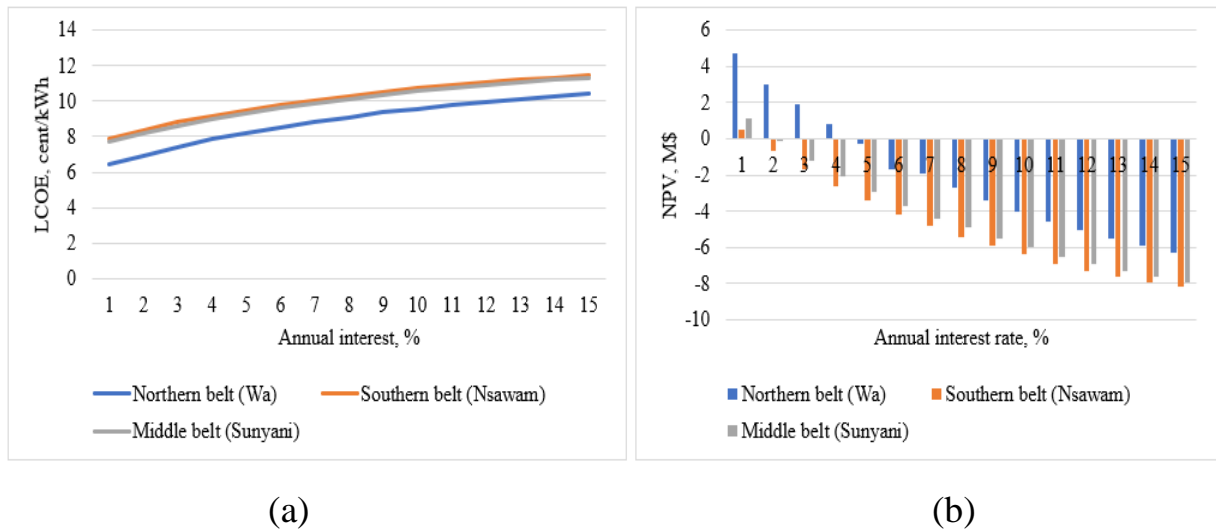 LCOE, cent/kWh
14
12
10
8
6
4
2
0
1 2 3 4 5 6 7 8 9 10 11 12 13 14 15
Annual interest, %
Northern belt (Wa) Southern belt (Nsawam)
Middle belt (Sunyani)
(a)
NPV, M$
6
4
2
0
-2
-4
-6
-8
-10
1 2 3 4 5 6 7 8 9 10 11 12 13 14 15
Annual interest rate, %
Northern belt (Wa) Southern belt (Nsawam)
Middle belt (Sunyani)
(b)